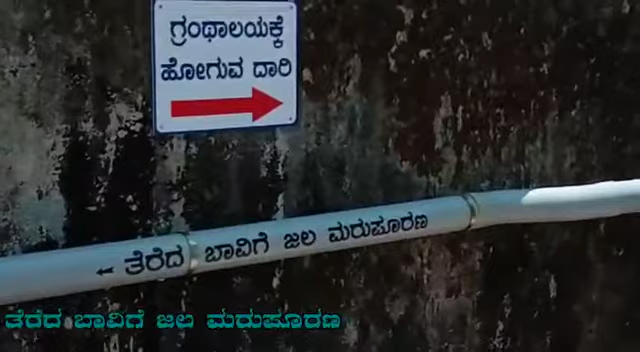 ಗ್ರಂಥಾಲಯಕ್ಕೆ
ಹೋಗುವ ದಾರಿ
ತೆರೆದ ಬಾವಿಗೆ ಜಲ ಮರುಪೂರಣ
ತೆರೆದ ಬಾವಿಗೆ ಜಲ ಮರುಪೂರಣ